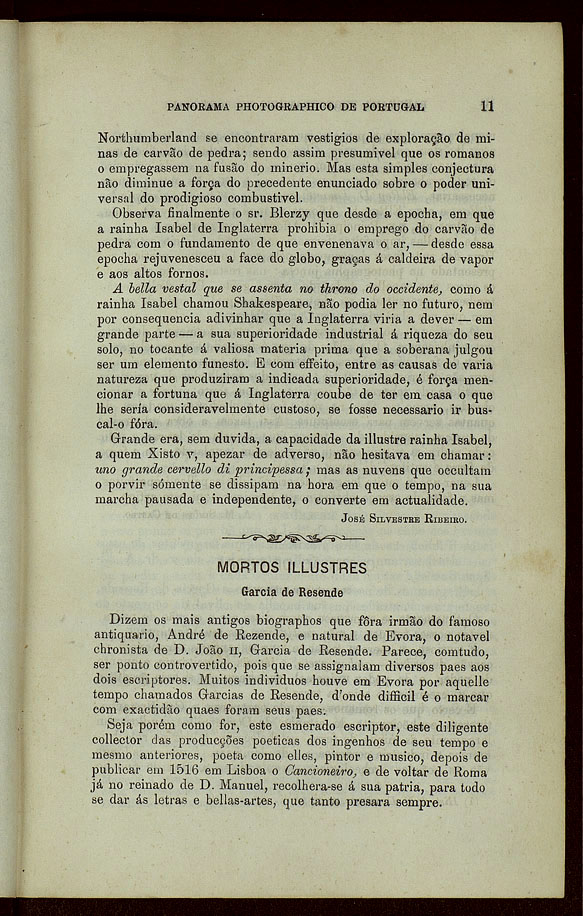 PANORAMA PHOTOGRAPHICO DE PORTUGAL 11
Northumberland se encontraram vestigios de exploração de mi-
nas de carvão de pedra; sendo assim presumivel que os romanos
o empregassem na fusão do minerio. Mas esta simples conjectura
não diminue a força do precedente enunciado sobre o poder uni-
versal do prodigioso combustivel.
Observa finalmente o sr. Blerzy que desde a epocha, em que
a rainha Isabel de Inglaterra prohibia o emprego do carvão de
pedra com o fundamento de que envenenava o ar, — desde essa
epocha rejuvenesceu a face do globo, graças á caldeira de vapor
e aos altos fornos.
A bella vestal que se assenta no throno do occidente, como á
rainha Isabel chamou Shakespeare, não podia ler no futuro, nem
por consequencia adivinhar que a Inglaterra viria a dever — em
grande parte — a sua superioridade industrial á riqueza do seu
solo, no tocante á valiosa materia prima que a soberana julgou
ser um elemento funesto. E com effeito, entre as causas de varia
natureza que produziram a indicada superioridade, é força men-
cionar a fortuna que á Inglaterra coube de ter em casa o que
lhe sería consideravelmente custoso, se fosse necessario ir bus-
cal-o fóra.
Grande era, sem duvida, a capacidade da illustre rainha Isabel,
a quem Xisto V, apezar de adverso, não hesitava em chamar:
uno grande cervello di principessa; mas as nuvens que occultam
o porvir sómente se dissipam na hora em que o tempo, na sua
marcha pausada e independente, o converte em actualidade.
JOSÉ SILVESTRE RIBEIRO.
MORTOS ILLUSTRES
Garcia de Resende
Dizem os mais antigos biographos que fôra irmão do famoso
antiquario, André de Rezende, e natural de Evora, o notavel
chronista de D. João II, Garcia de Resende. Parece, comtudo,
ser ponto controvertido, pois que se assignalam diversos paes aos
dois escriptores. Muitos individuos houve em Evora por aquelle
tempo chamados Garcias de Resende, d'onde difficil é o marcar
com exactidão quaes foram seus paes.
Seja porém como for, este esmerado escriptor, este diligente
collector das producções poeticas dos ingenhos de seu tempo e
mesmo anteriores, poeta como elles, pintor e musico, depois de
publicar em 1516 em Lisboa o Cancioneiro, e de voltar de Roma
já no reinado de D. Manuel, recolhera-se á sua patria, para todo
se dar ás letras e bellas-artes, que tanto presara sempre.